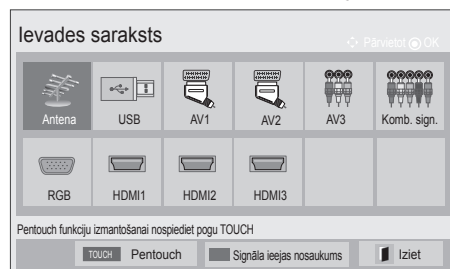 Ievades saraksts
Pārvietot OK
Antena USB AV1 AV2 AV3 Komb. sign.
RGB HDMI1 HDMI2 HDMI3
Pentouch funkciju izmantošanai nospiediet pogu TOUCH
TOUCH Pentouch Signāla ieejas nosaukums Iziet